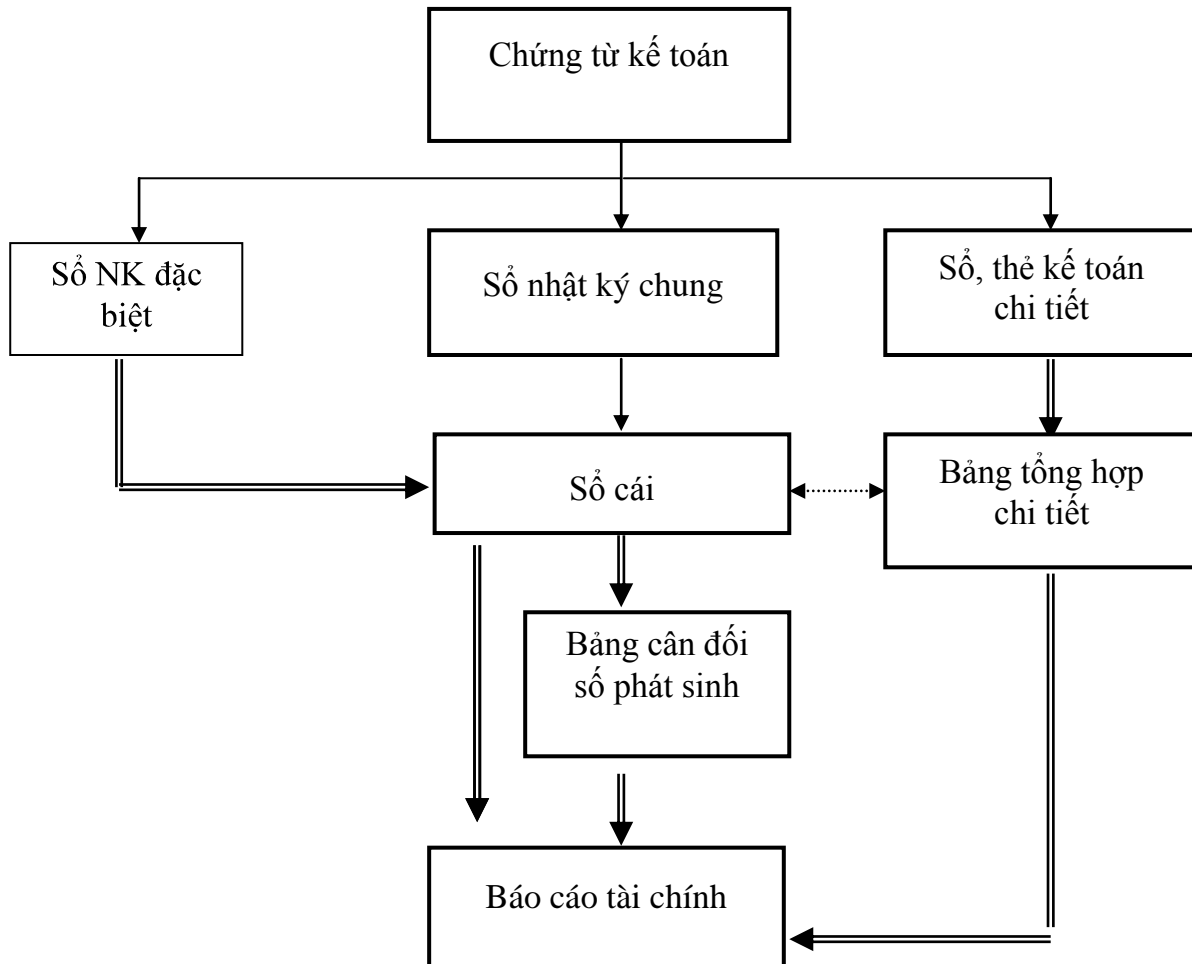 Chứng từ kế toán
Sổ NK đặc
biệt
Sổ nhật ký chung
Sổ, thẻ kế toán
chi tiết
Sổ cái
Bảng tổng hợp
chi tiết
Bảng cân đối
số phát sinh
Báo cáo tài chính